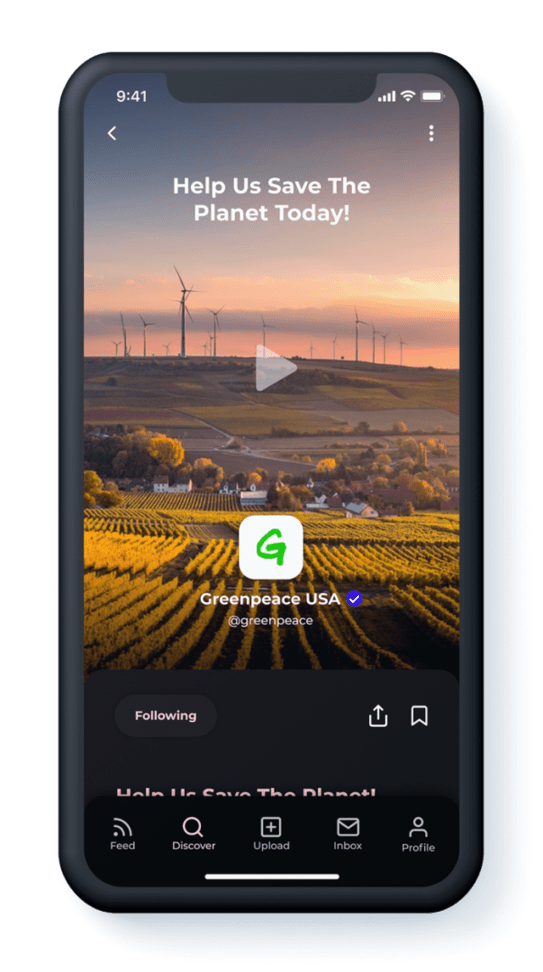 9:41
Help Us Save The
Planet Today!
G
Greenpeace USA
@greenpeace
Following
Help Us Save The Planet!
Feed
Discover
Upload
Inbox
Profile